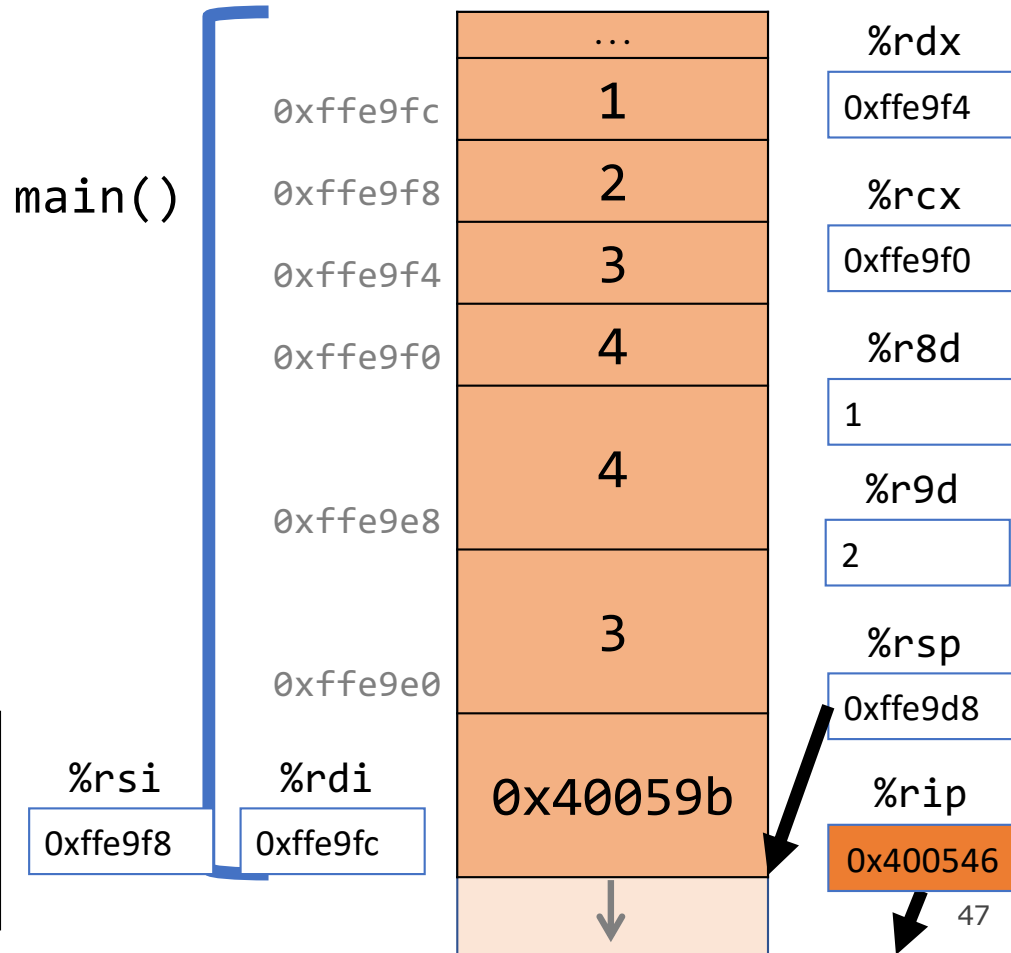 main()
0xffe9fc
0xffe9f8
0xffe9f4
0xffe9f0
0xffe9e8
0xffe9e0
…
1
2
3
4
4
3
0x40059b
%rsi
0xffe9f8
%rdi
0xffe9fc
%rdx
0xffe9f4
%rcx
0xffe9f0
%r8d
1
%r9d
2
%rsp
0xffe9d8
%rip
0x400546
47